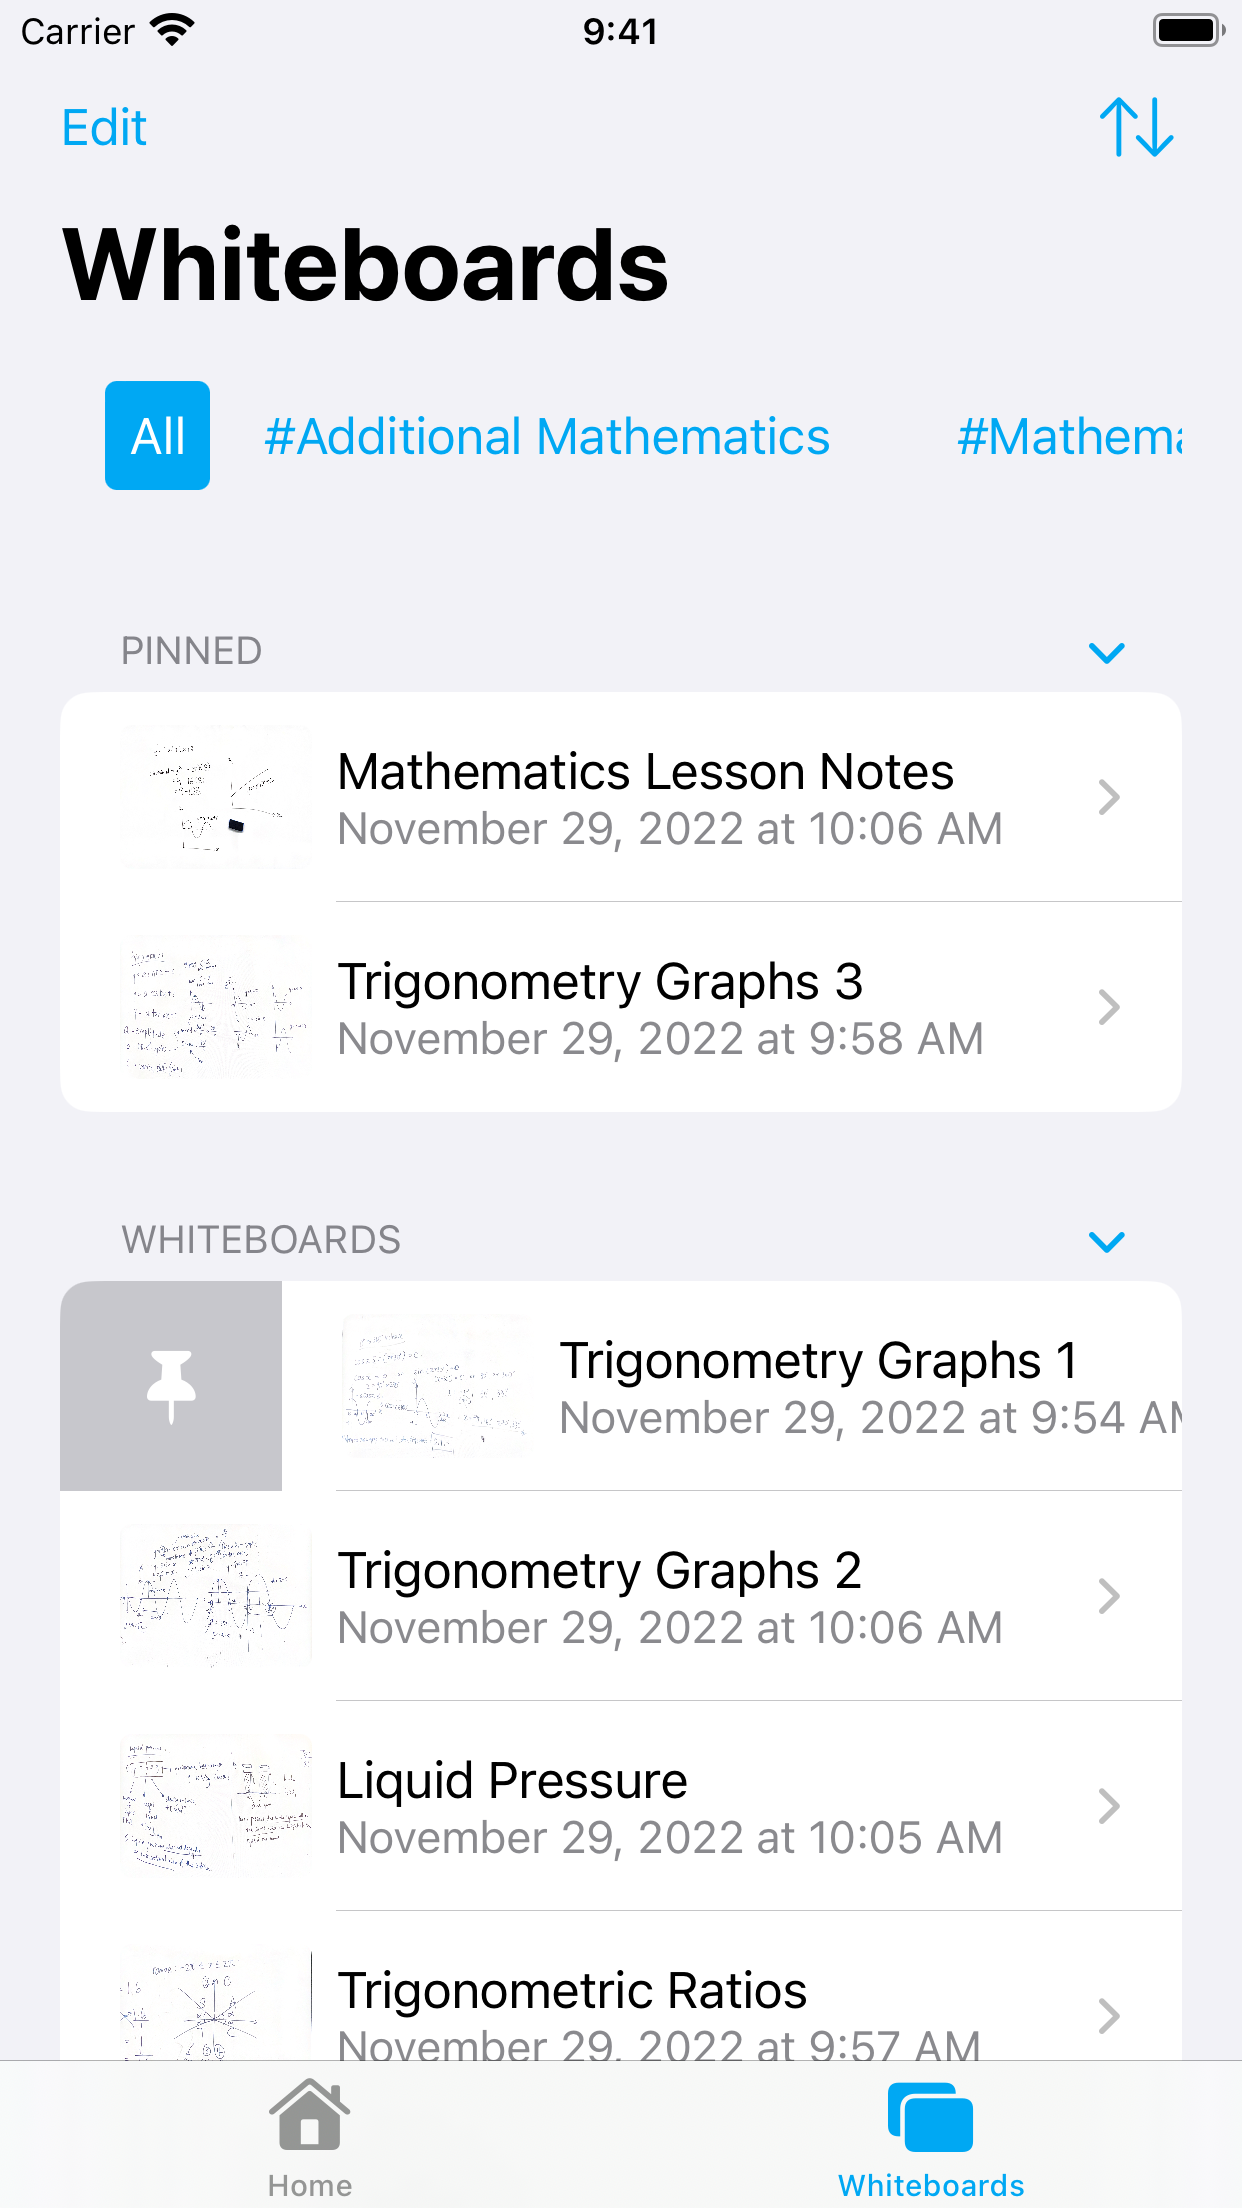 Carrier 9:41
Edit
Whiteboards
All #Additional Mathematics #Mathema
PINNED
Mathematics Lesson Notes
November 29, 2022 at 10:06 AM
Trigonometry Graphs 3
November 29, 2022 at 9:58 AM
WHITEBOARDS
Trigonometry Graphs 1
November 29, 2022 at 9:54 AM
Trigonometry Graphs 2
November 29, 2022 at 10:06 AM
Liquid Pressure
November 29, 2022 at 10:05 AM
Trigonometric Ratios
November 29, 2022 at 9:57 AM
Home
Whiteboards